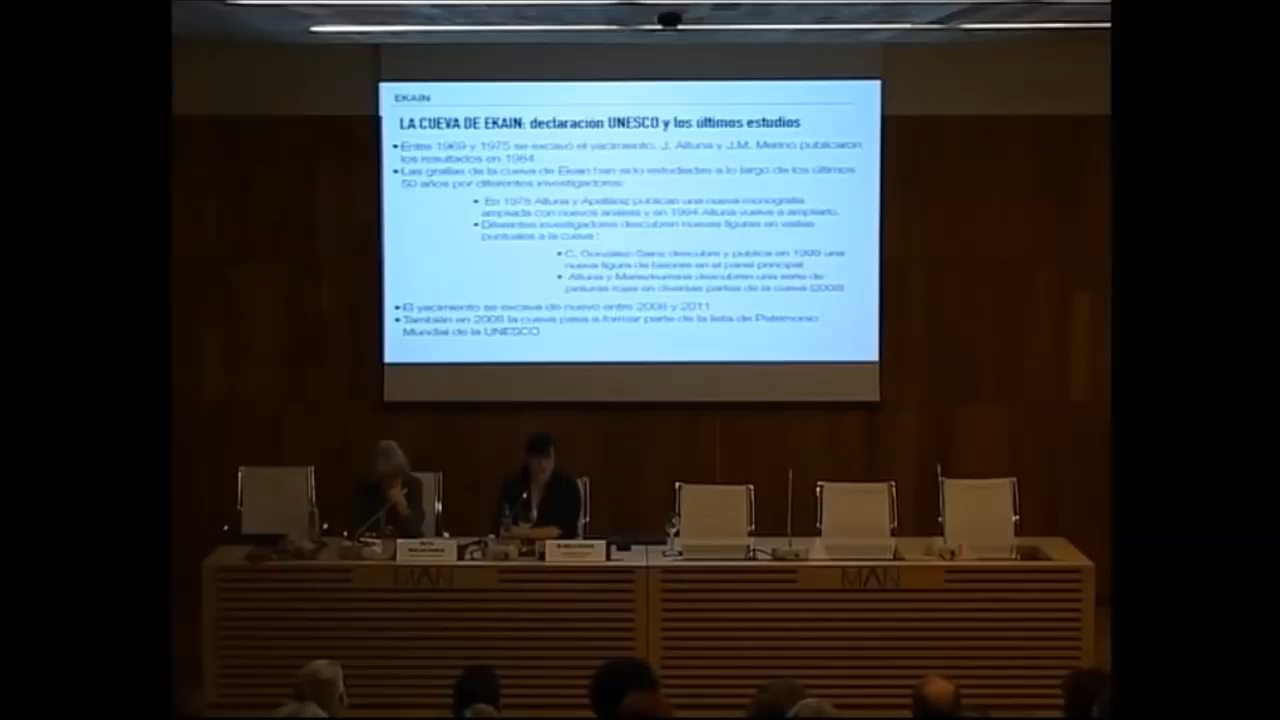 EKAIN
LA CUEVA DE EKAIN: declaración UNESCO y los últimos estudios
•Entre 1969 y 1975 se excavó el yacimiento. J. Altuna y J.M. Merino publicaron
los resultados en 1984
•Las grafías de la cueva de Ekain han sido estudiadas a lo largo de los últimos
50 años por diferentes investigadores:
• En 1978 Altuna y Apellániz publican una nueva monografía
ampliada con nuevos análisis y en 1994 Altuna vuelve a ampliarlo.
•Diferentes investigadores descubren nuevas figuras en visitas
puntuales a la cueva :
•C. González-Sainz descubre y publica en 1999 una
nueva figura de bisonte en el panel principal
• Altuna y Mariezkurrena descubren una serie de
pinturas rojas en diversas partes de la cueva (2008)
•El yacimiento se excava de nuevo entre 2008 y 2011
•También en 2008 la cueva pasa a formar parte de la lista de Patrimonio
Mundial de la UNESCO
MAN
MAN